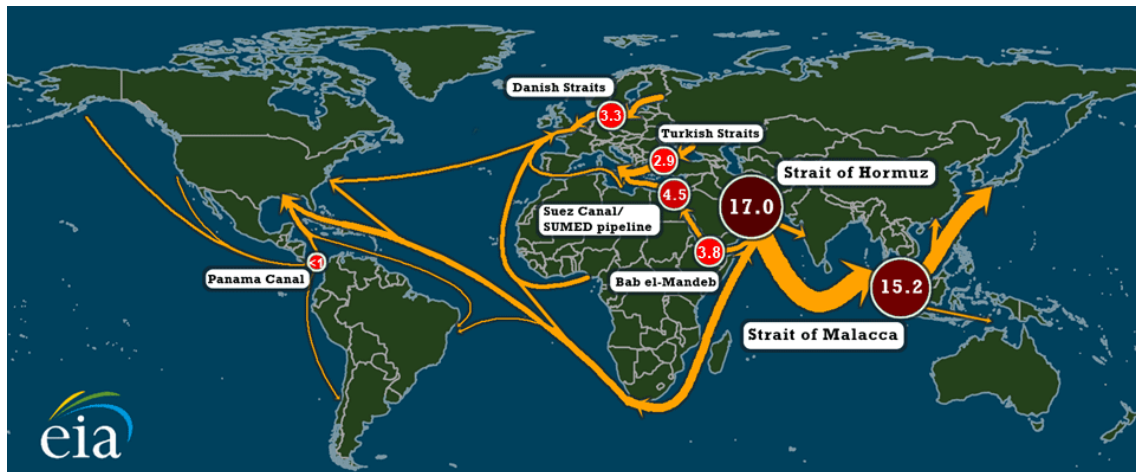 Danish Straits
3.3
Turkish Straits
2.9
Strait of Hormuz
17.0
4.5
Suez Canal/
SUMED pipeline
3.8
Bab el-Mandeb
<1
Panama Canal
15.2
Strait of Malacca
eia